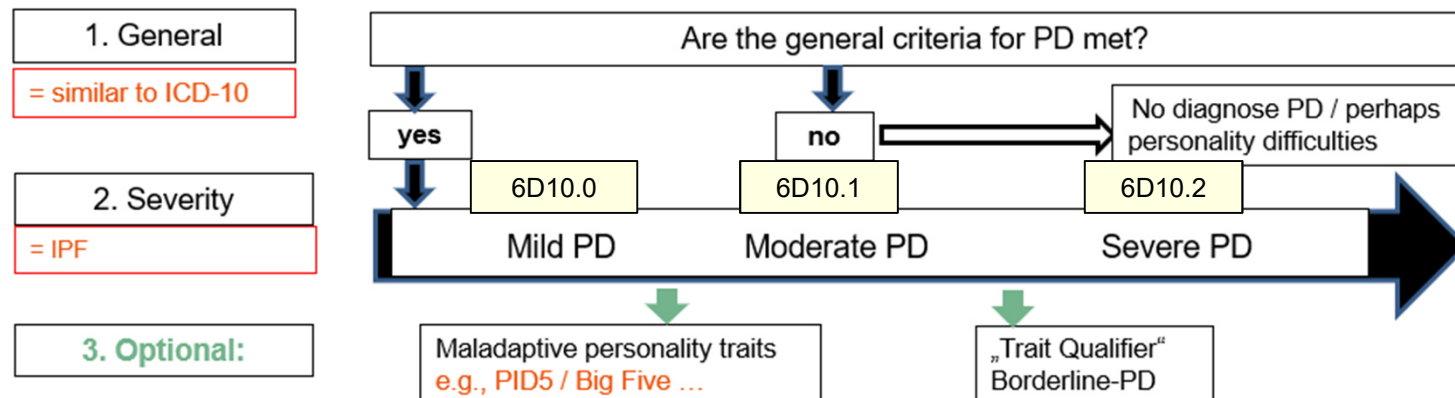 1. General
= similar to ICD-10
Are the general criteria for PD met?
yes
no
No diagnose PD / perhaps
personality difficulties
2. Severity
= IPF
6D10.0
6D10.1
6D10.2
Mild PD
Moderate PD
Severe PD
3. Optional:
Maladaptive personality traits
e.g., PID5 / Big Five ...
„Trait Qualifier“
Borderline-PD